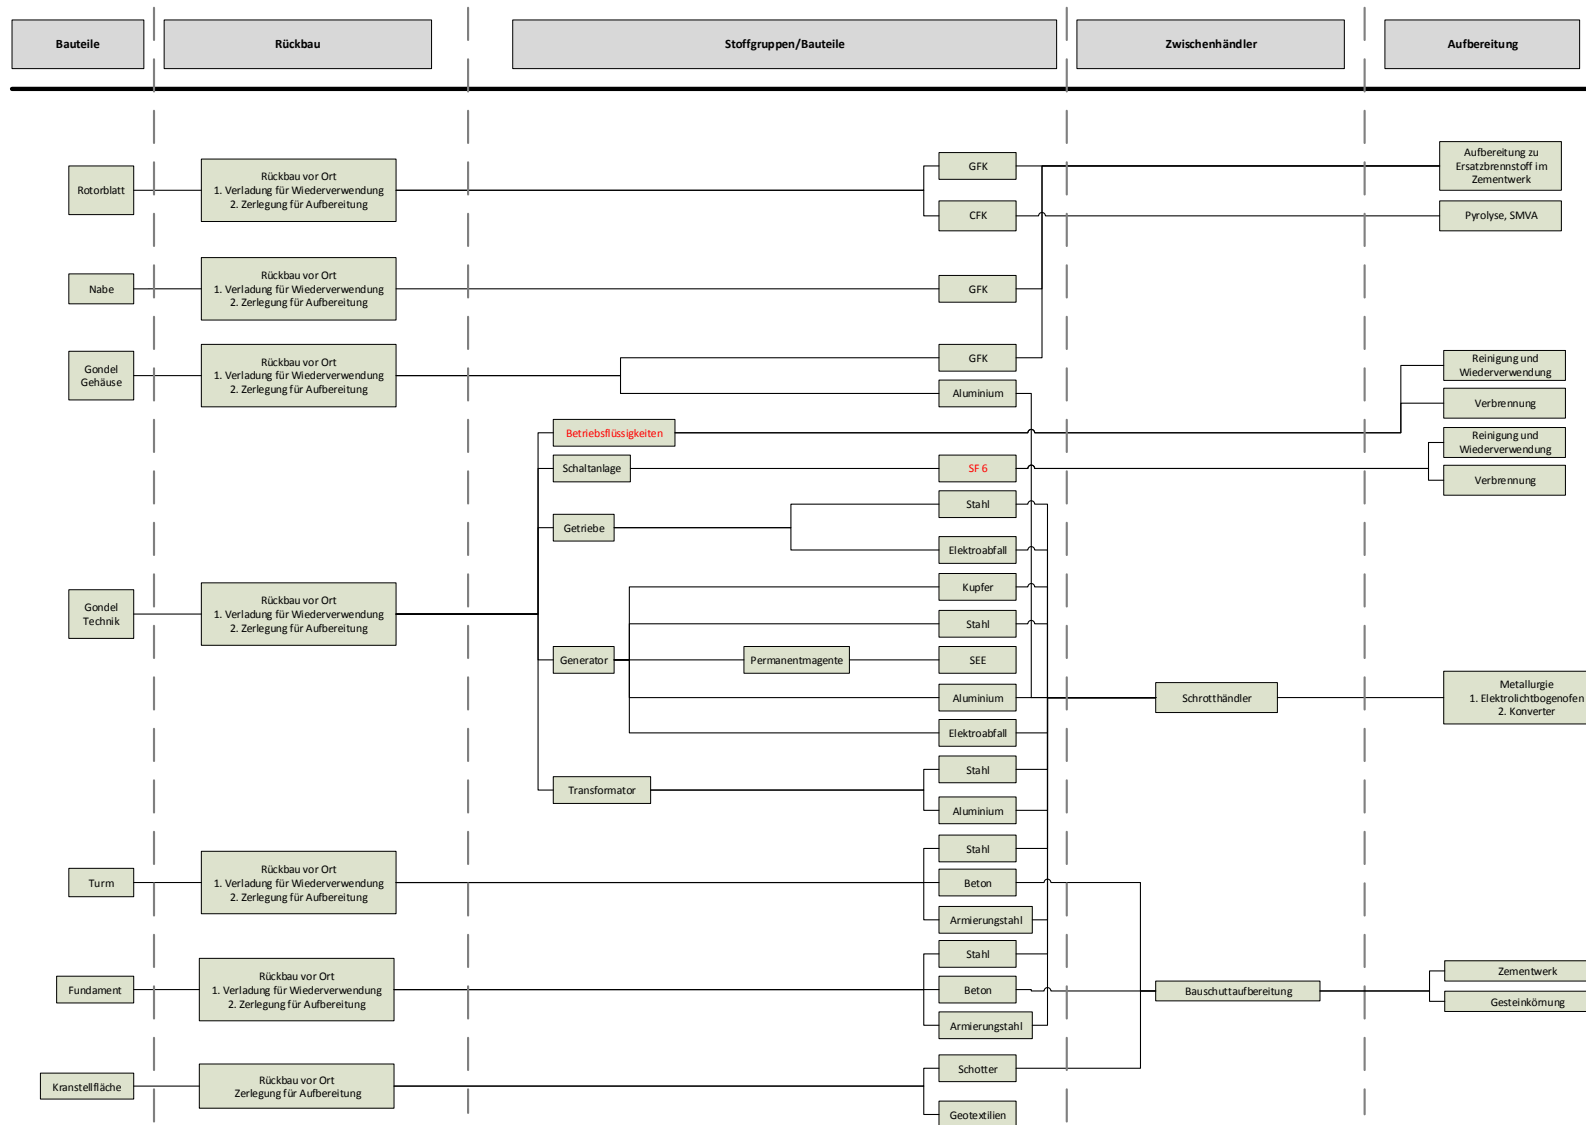 Bauteile
Rückbau
Stoffgruppen/Bauteile
Zwischenhändler
Aufbereitung
Rotorblatt
Rückbau vor Ort
1. Verladung für Wiederverwendung
2. Zerlegung für Aufbereitung
GFK
CFK
Aufbereitung zu
Ersatzbrennstoff im
Zementwerk
Pyrolyse, SMVA
Nabe
Rückbau vor Ort
1. Verladung für Wiederverwendung
2. Zerlegung für Aufbereitung
GFK
Gondel
Gehäuse
Rückbau vor Ort
1. Verladung für Wiederverwendung
2. Zerlegung für Aufbereitung
GFK
Aluminium
Gondel
Technik
Rückbau vor Ort
1. Verladung für Wiederverwendung
2. Zerlegung für Aufbereitung
Betriebsflüssigkeiten
Reinigung und
Wiederverwendung
Verbrennung
Schaltanlage
SF 6
Reinigung und
Wiederverwendung
Verbrennung
Getriebe
Stahl
Elektroabfall
Generator
Kupfer
Stahl
Permanentmagente
SEE
Aluminium
Elektroabfall
Transformator
Stahl
Aluminium
Schrotthändler
Metallurgie
1. Elektrolichtbogenofen
2. Konverter
Turm
Rückbau vor Ort
1. Verladung für Wiederverwendung
2. Zerlegung für Aufbereitung
Stahl
Beton
Armierungstahl
Fundament
Rückbau vor Ort
1. Verladung für Wiederverwendung
2. Zerlegung für Aufbereitung
Stahl
Beton
Armierungstahl
Bauschuttaufbereitung
Zementwerk
Gesteinkörnung
Kranstellfläche
Rückbau vor Ort
Zerlegung für Aufbereitung
Schotter
Geotextilien